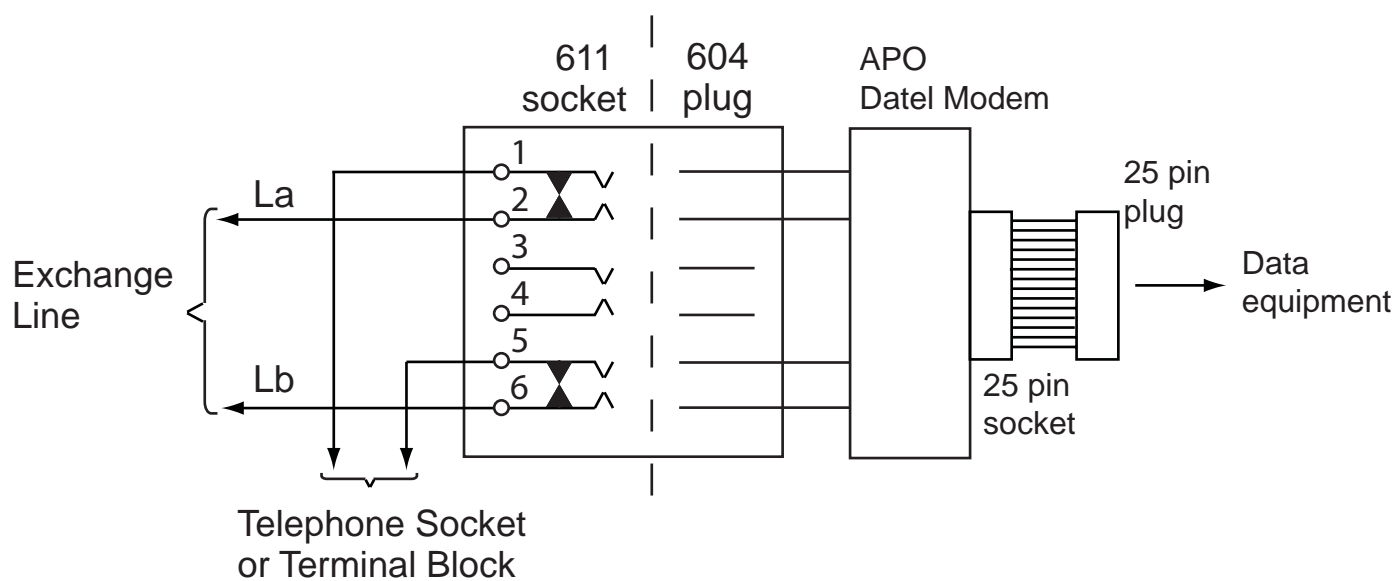 611
socket
604
plug
APO
Datel Modem
1
2
3
4
5
6
La
Lb
Exchange
Line
25 pin
plug
Data
equipment
25 pin
socket
Telephone Socket
or Terminal Block